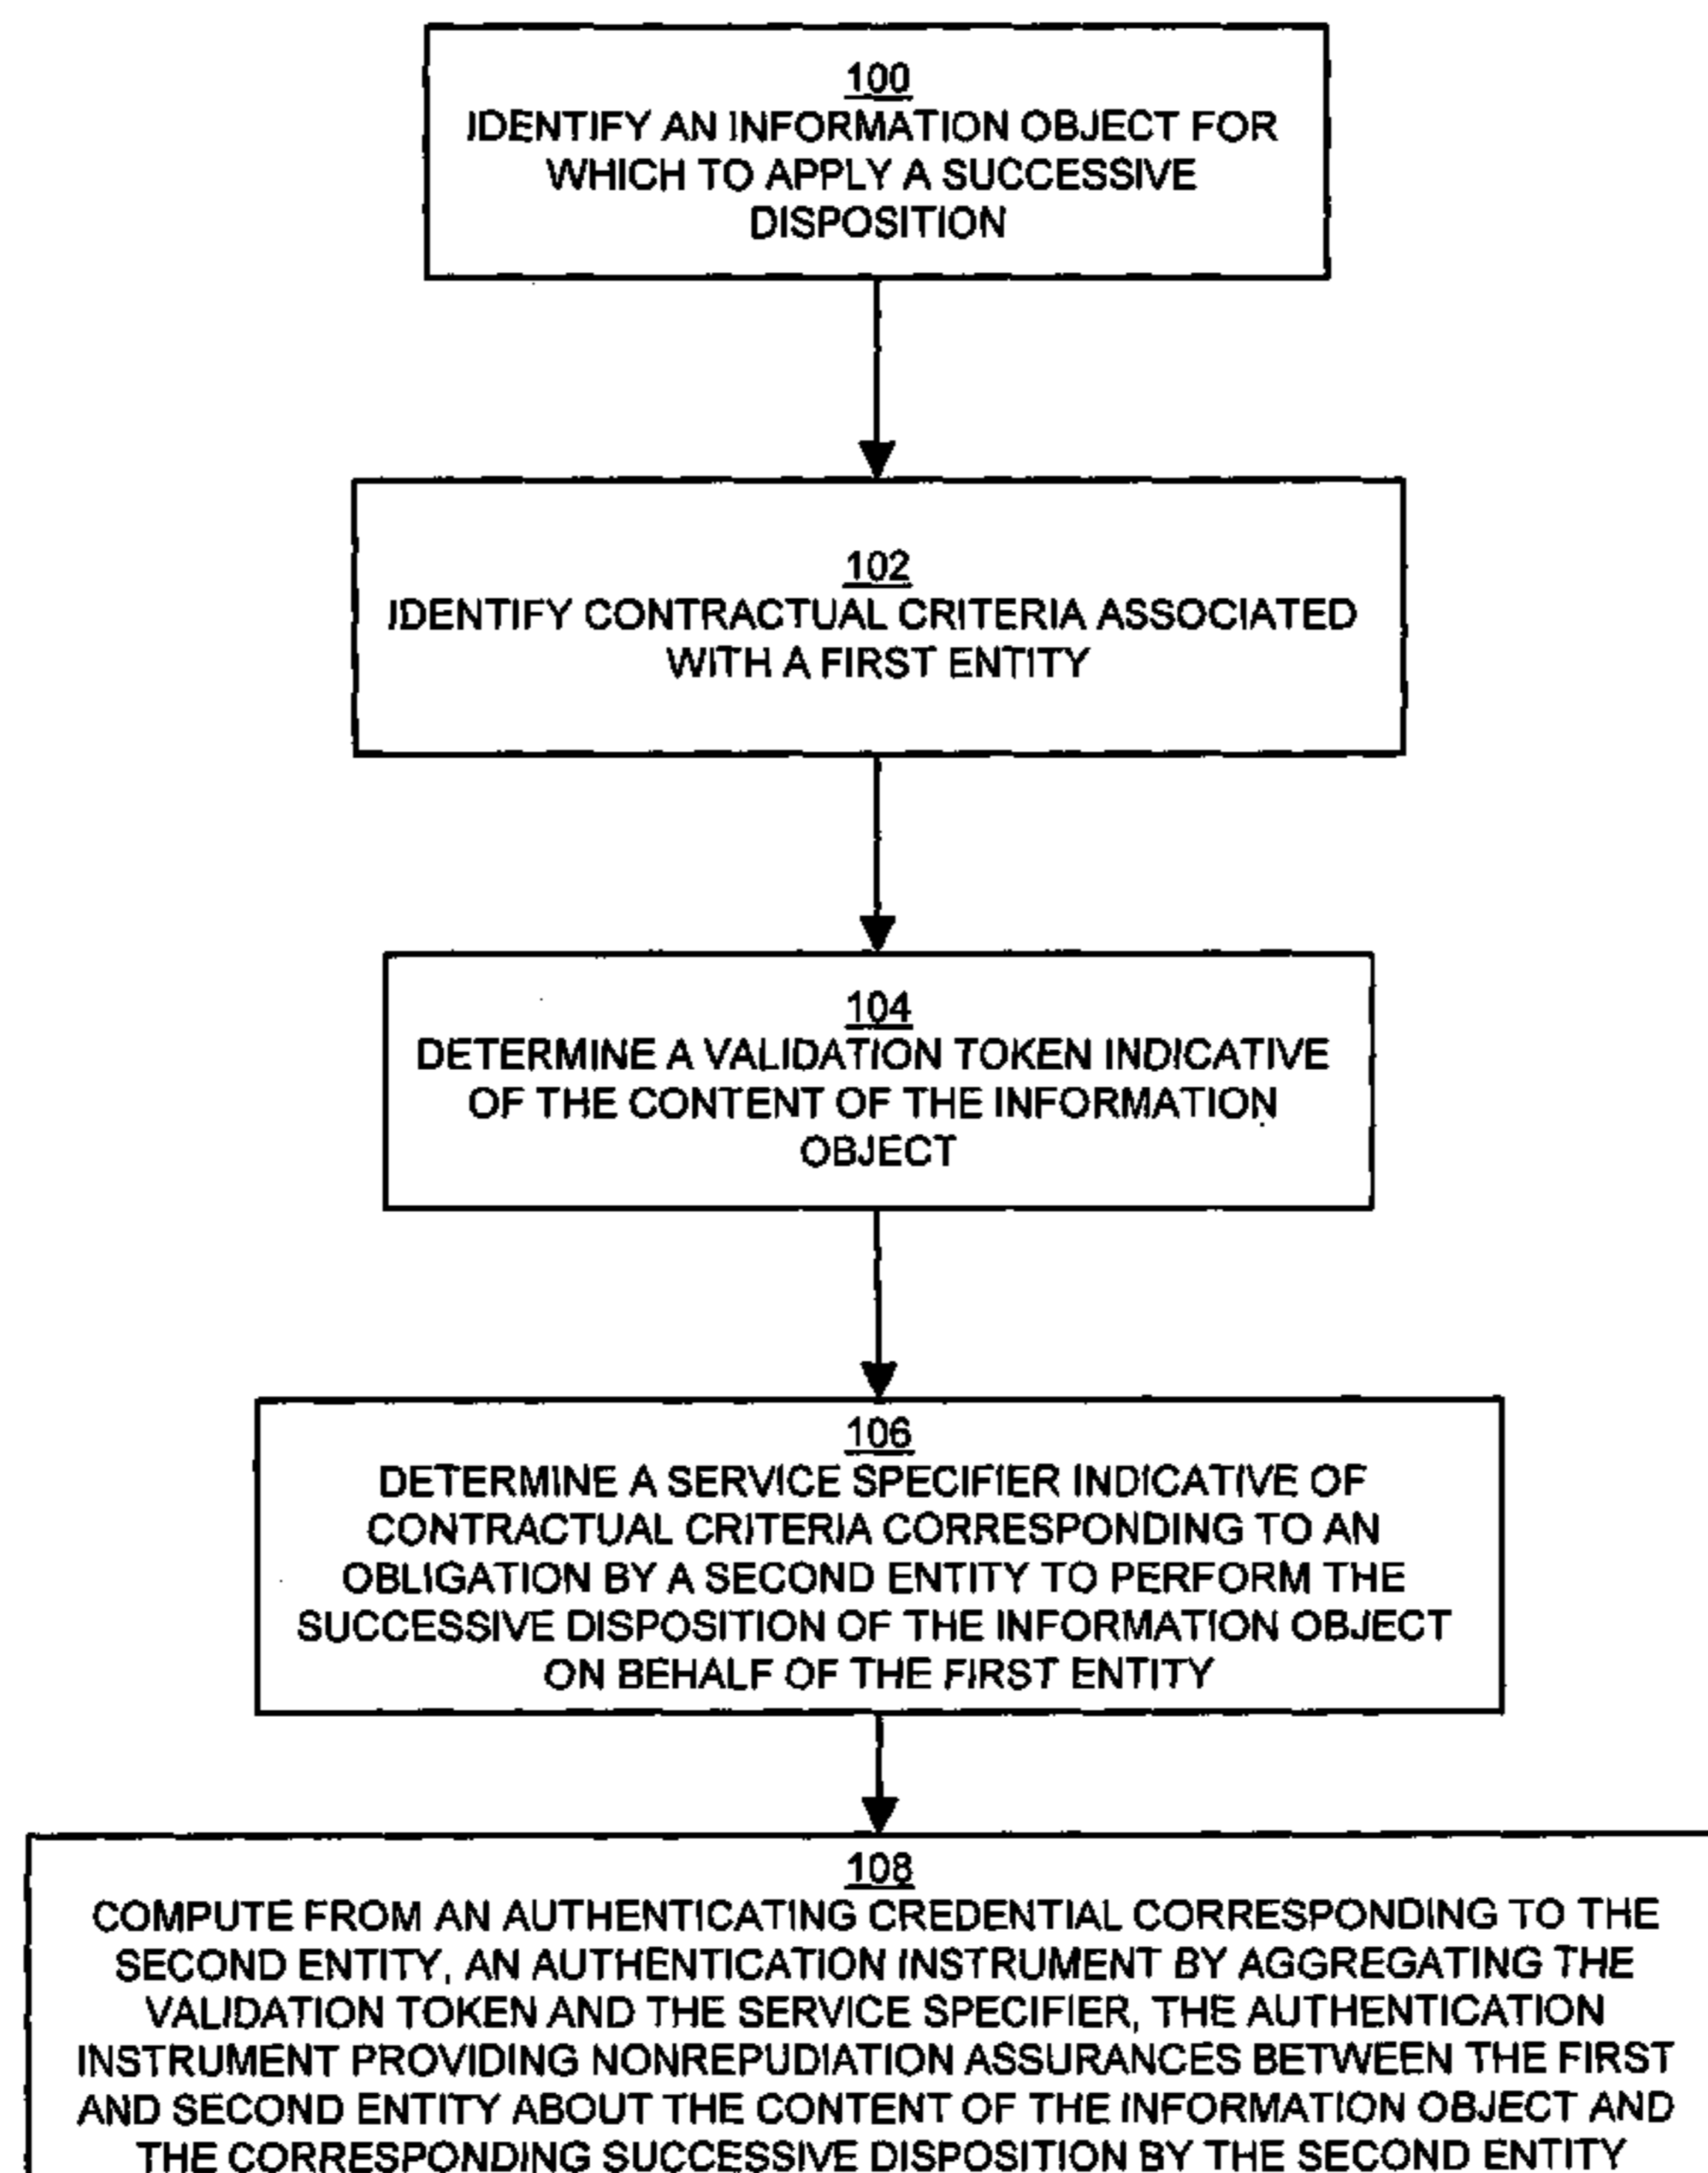 100
IDENTIFY AN INFORMATION OBJECT FOR
WHICH TO APPLY A SUCCESSIVE
DISPOSITION
102
IDENTIFY CONTRACTUAL CRITERIA ASSOCIATED
WITH A FIRST ENTITY
104
DETERMINE A VALIDATION TOKEN INDICATIVE
OF THE CONTENT OF THE INFORMATION
OBJECT
106
DETERMINE A SERVICE SPECIFIER INDICATIVE OF
CONTRACTUAL CRITERIA CORRESPONDING TO AN
OBLIGATION BY A SECOND ENTITY TO PERFORM THE
SUCCESSIVE DISPOSITION OF THE INFORMATION OBJECT
ON BEHALF OF THE FIRST ENTITY
108
COMPUTE FROM AN AUTHENTICATING CREDENTIAL CORRESPONDING TO THE
SECOND ENTITY, AN AUTHENTICATION INSTRUMENT BY AGGREGATING THE
VALIDATION TOKEN AND THE SERVICE SPECIFIER, THE AUTHENTICATION
INSTRUMENT PROVIDING NONREPUDIATION ASSURANCES BETWEEN THE FIRST
AND SECOND ENTITY ABOUT THE CONTENT OF THE INFORMATION OBJECT AND
THE CORRESPONDING SUCCESSIVE DISPOSITION BY THE SECOND ENTITY